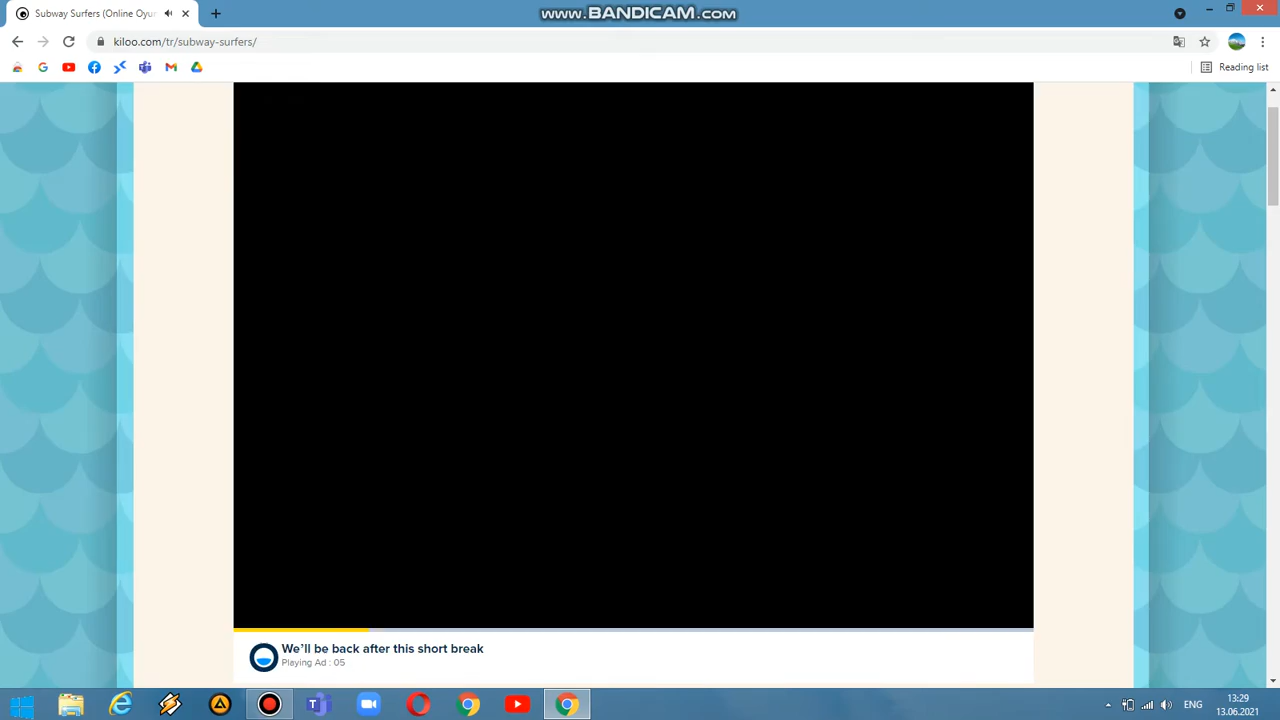 Subway Surfers (Online Oyun
www.BANDICAM.com
kiloo.com/tr/subway-surfers/
Reading list
We'll be back after this short break
Playing Ad : 05
ENG
13:29
13.06.2021